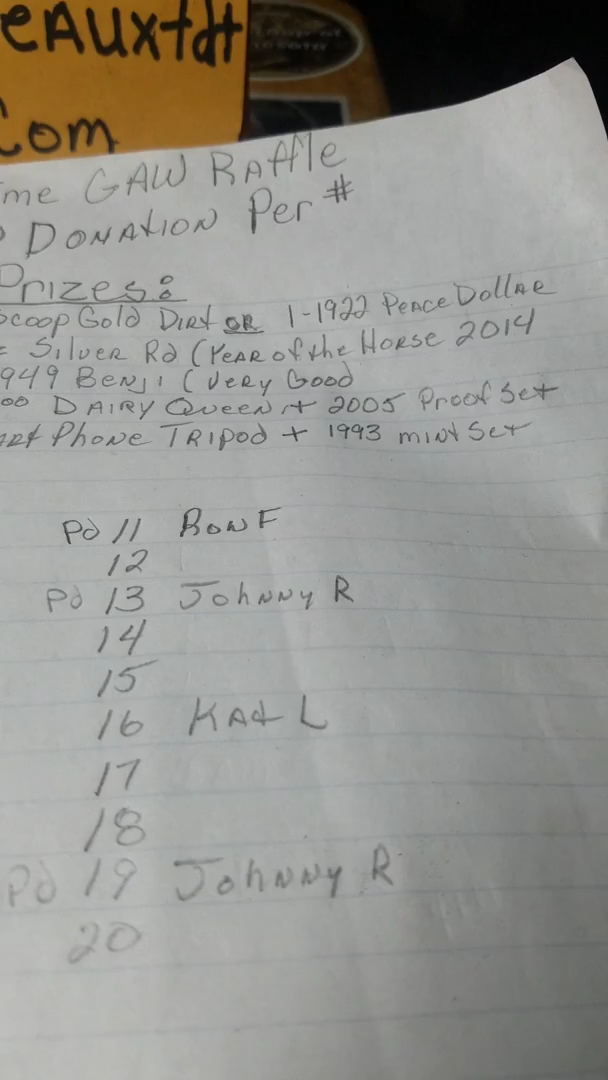 eAuxtdt
Com
me GAW RAffle
DONAtION Per #
Prizes:
Scoop Gold Dirt OR 1-1922 Peace Dollar
= Silver Rd (Year of the Horse 2014
949 Benji (Very Good
00 DAIRY Queen + 2005 Proof Set
art Phone TRIpod + 1993 mint Set
Pd 11 Ron F
12
Pd 13 Johnny R
14
15
16 Kat L
17
18
Pd 19 Johnny R
20